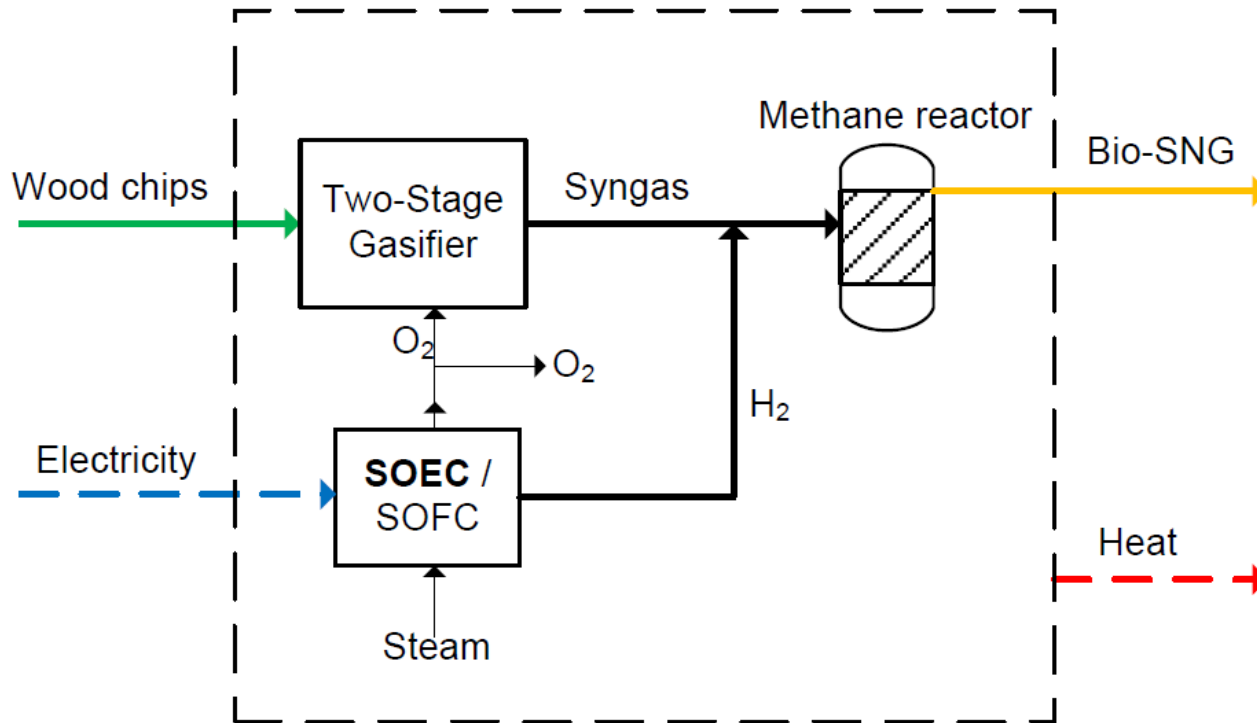 Methane reactor
Bio-SNG
Wood chips
Two-Stage
Gasifier
Syngas
O₂
O₂
H₂
Electricity
SOEC /
SOFC
Heat
Steam